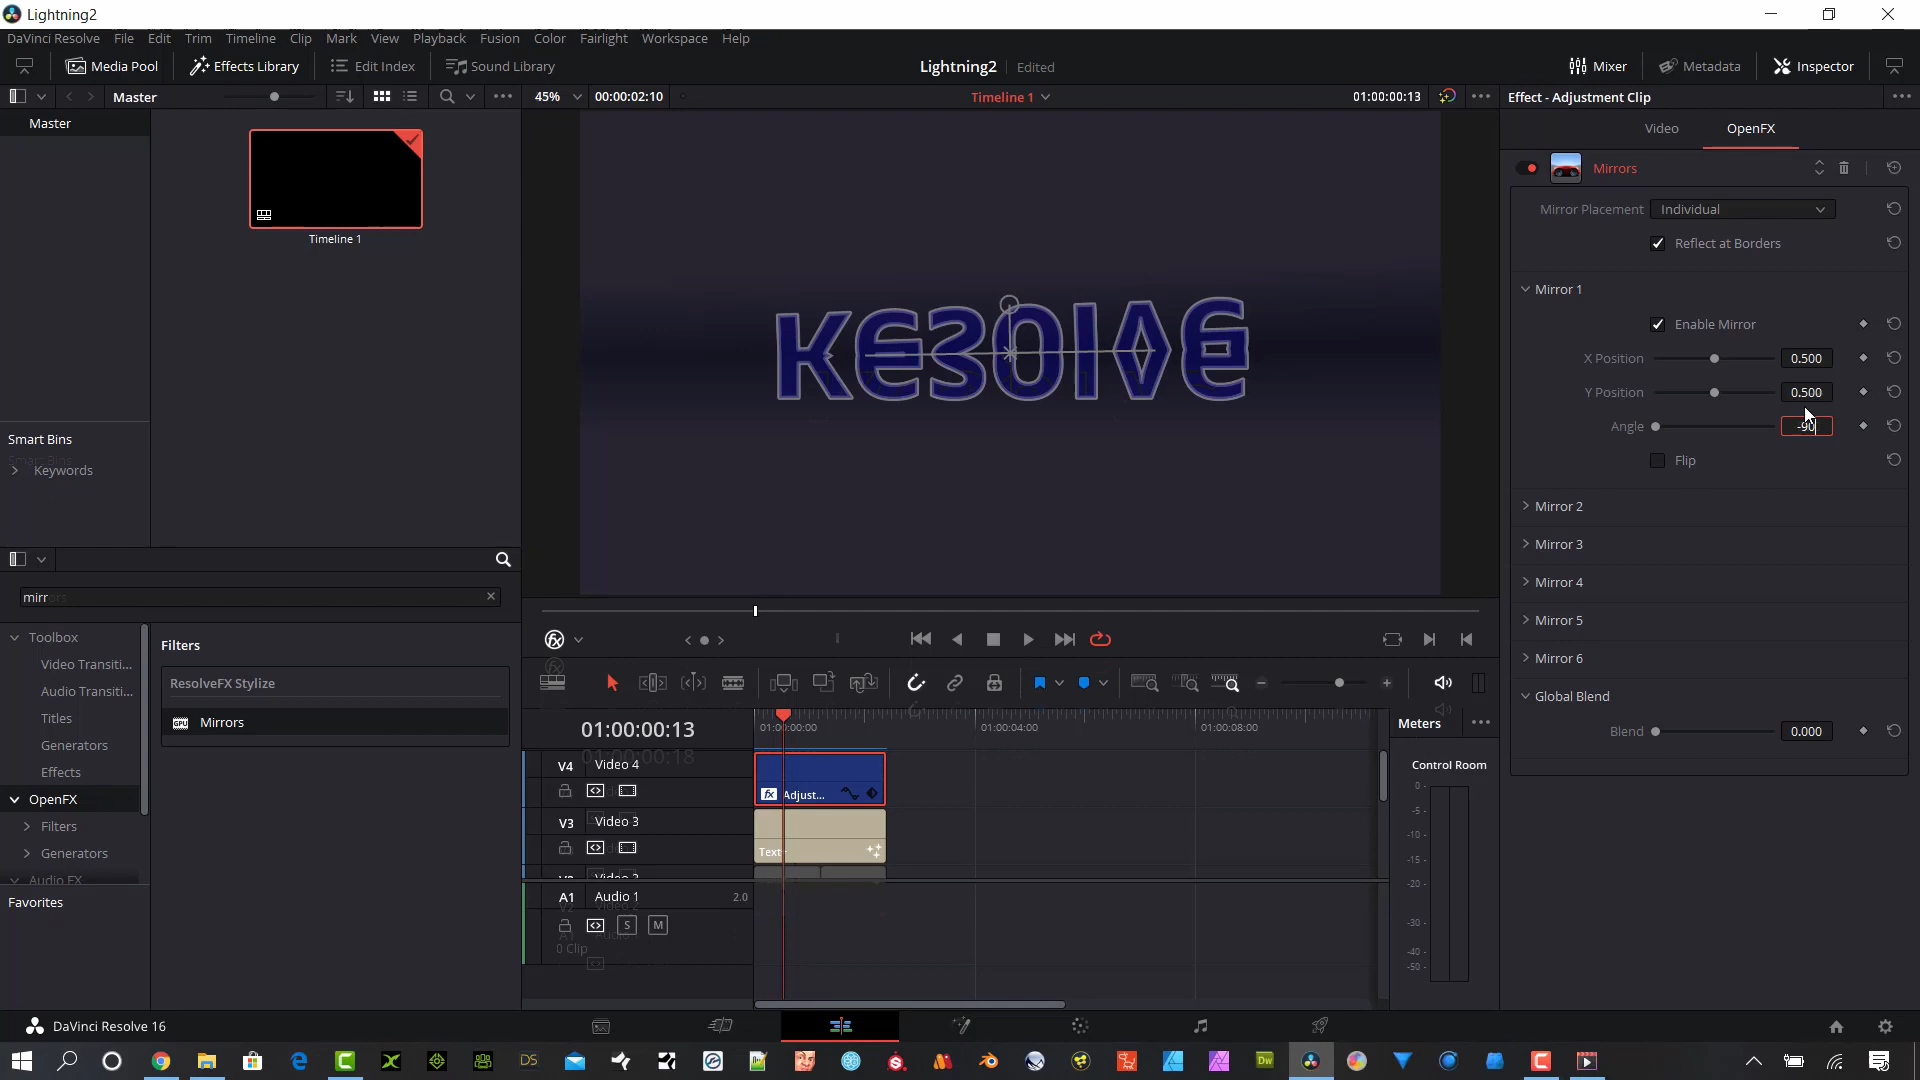 Lightning2
DaVinci Resolve File Edit Trim Timeline Clip Mark View Playback Fusion Color Fairlight Workspace Help
Media Pool Effects Library Edit Index Sound Library Lightning2 Edited Mixer Metadata Inspector
Master 45% 00:00:02:10 Timeline 1 01:00:00:13 Effect - Adjustment Clip
Master
Video OpenFX
Mirrors
Mirror Placement Individual
Timeline 1
Reflect at Borders
Mirror 1
Enable Mirror
X Position 0.500
Y Position 0.500
Angle -90
Flip
Smart Bins
Keywords
Mirror 2
Mirror 3
Mirror 4
Mirror 5
Mirror 6
Global Blend
Blend 0.000
mirrors
Toolbox
Video Transiti...
Audio Transiti...
Titles
Generators
Effects
OpenFX
Filters
Generators
Audio FX
Favorites
Filters
ResolveFX Stylize
GPU Mirrors
01:00:00:13
01:00:00:00 01:00:04:00 01:00:08:00
V4 Video 4
fx Adjust...
V3 Video 3
Text
Video 2
A1 Audio 1 2.0
S M
0 Clip
Meters
Control Room
0 -
-5 -
-10 -
-15 -
-20 -
-30 -
-40 -
-50 -
DaVinci Resolve 16